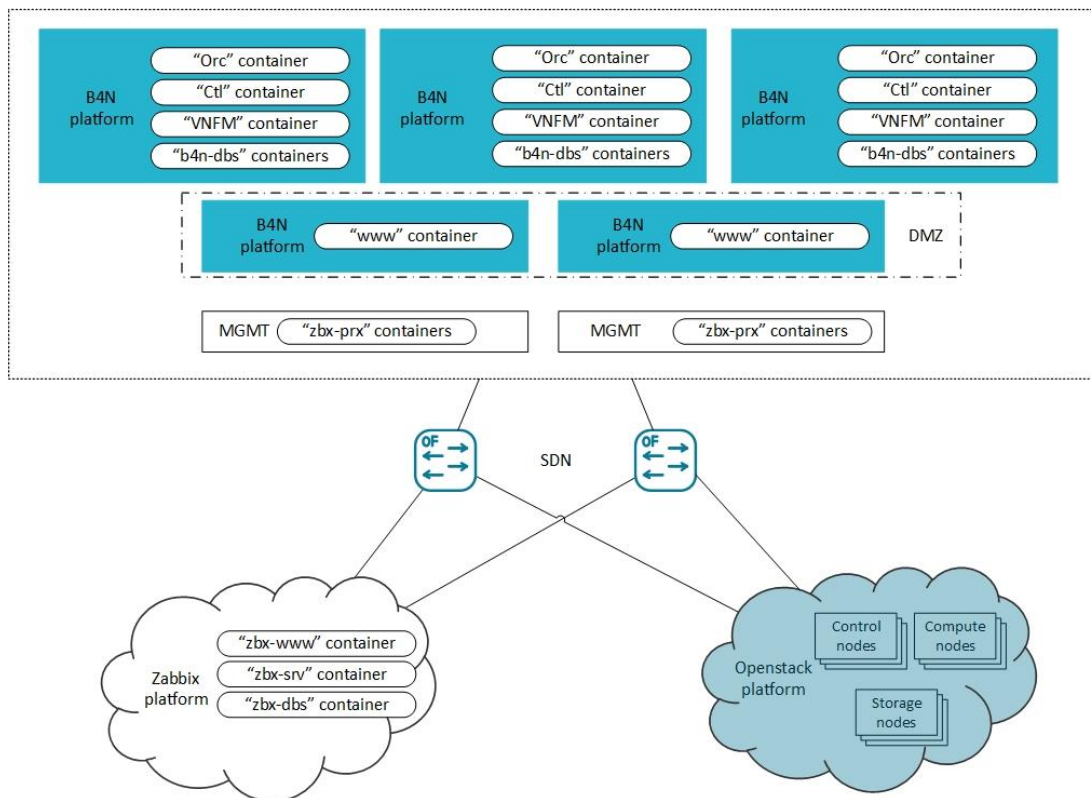 “Orc” container
“Ctl” container
B4N
platform
“VNFM” container
“b4n-dbs” containers
“Orc” container
“Ctl” container
B4N
platform
“VNFM” container
“b4n-dbs” containers
“Orc” container
“Ctl” container
B4N
platform
“VNFM” container
“b4n-dbs” containers
B4N
platform
“www” container
B4N
platform
“www” container
DMZ
MGMT
“zbx-prx” containers
MGMT
“zbx-prx” containers
OF
SDN
OF
Zabbix
platform
“zbx-www” container
“zbx-srv” container
“zbx-dbs” container
Openstack
platform
Control
nodes
Compute
nodes
Storage
nodes